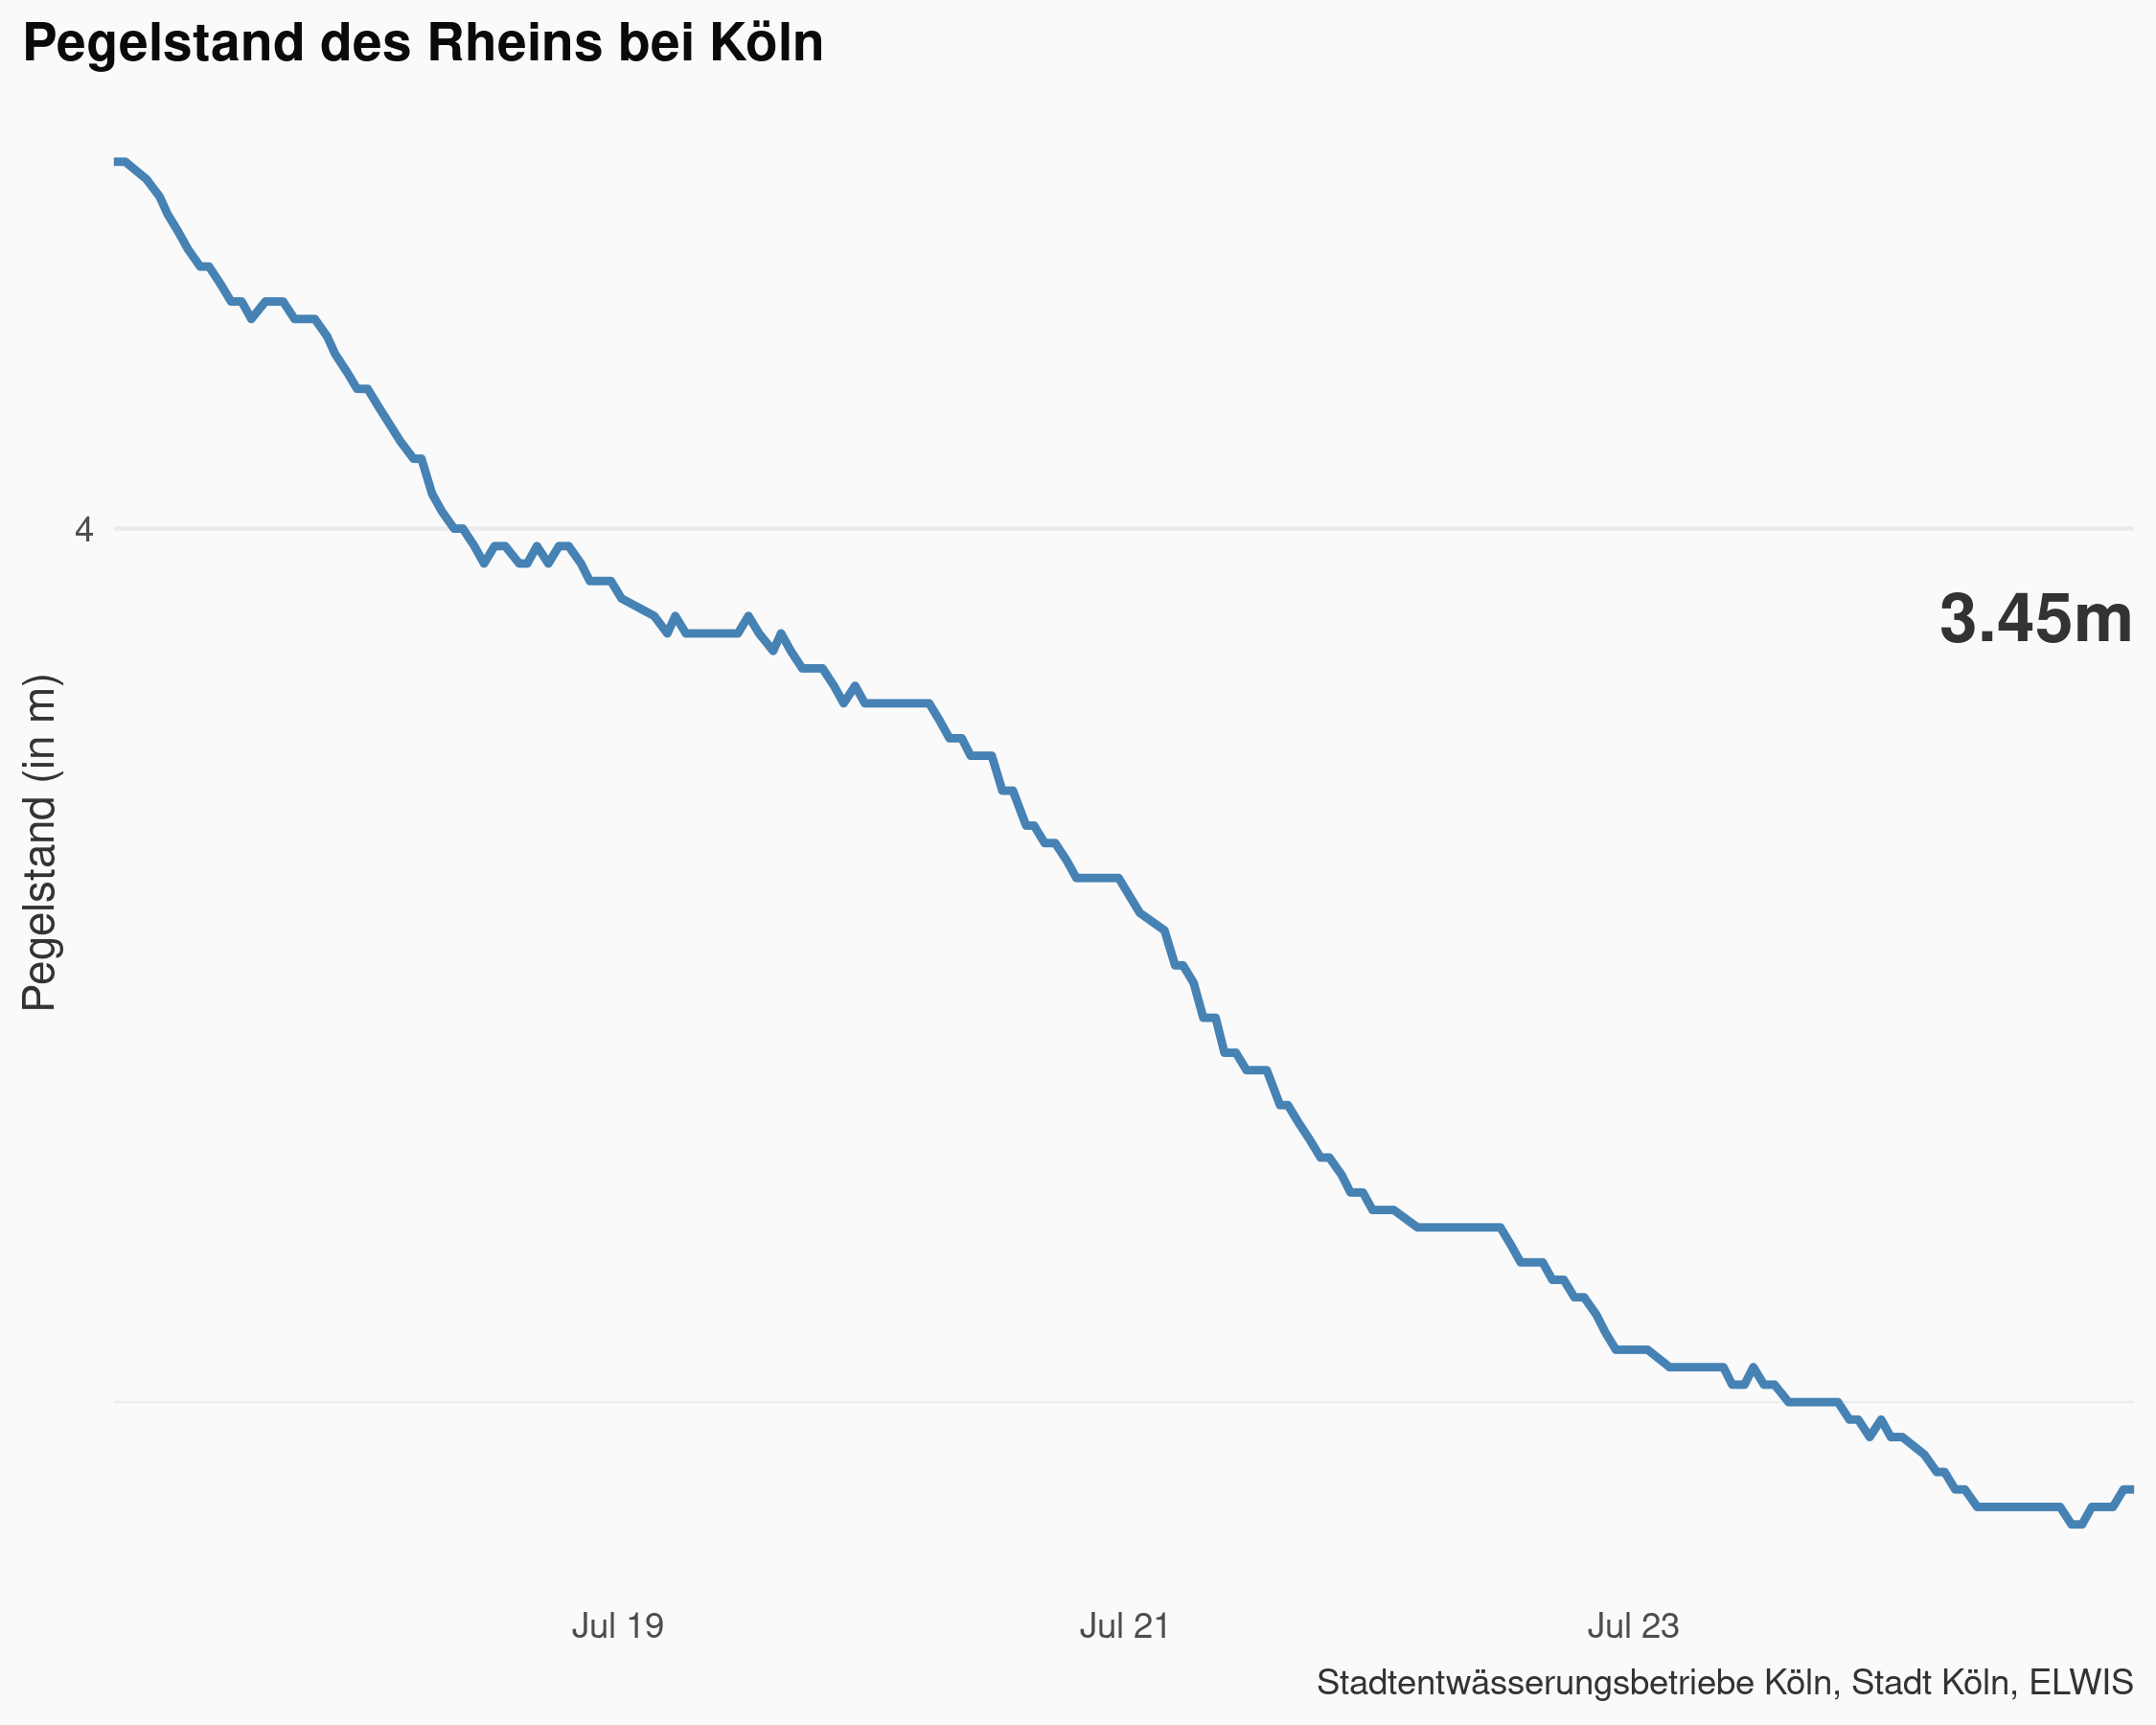 Pegelstand des Rheins bei Köln
4
3.45m
Pegelstand (in m)
Jul 19
Jul 21
Jul 23
Stadtentwässerungsbetriebe Köln, Stadt Köln, ELWIS